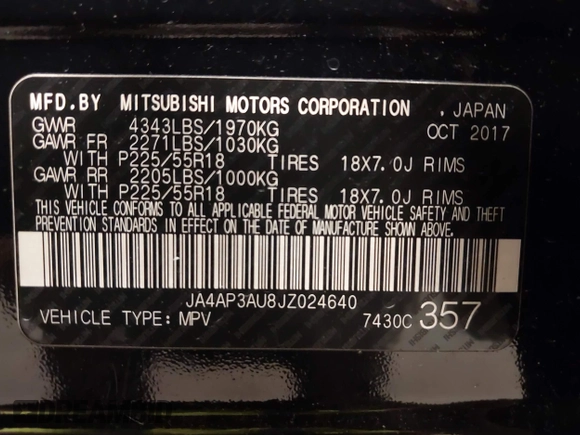 MFD.BY MITSUBISHI MOTORS CORPORATION , JAPAN
GVWR 4343LBS/1970KG OCT 2017
GAWR FR 2271LBS/1030KG
WITH P225/55R18 TIRES 18X7.0J RIMS
GAWR RR 2205LBS/1000KG
WITH P225/55R18 TIRES 18X7.0J RIMS
THIS VEHICLE CONFORMS TO ALL APPLICABLE FEDERAL MOTOR VEHICLE SAFETY AND THEFT
PREVENTION STANDARDS IN EFFECT ON THE DATE OF MANUFACTURE SHOWN ABOVE.
JA4AP3AU8JZ024640
VEHICLE TYPE: MPV 7430C 357